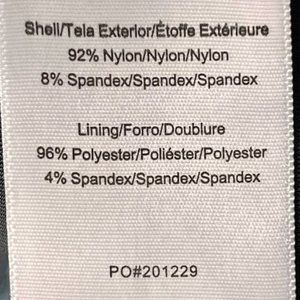 Shell/Tela Exterior/Étoffe Extérieure
92% Nylon/Nylon/Nylon
8% Spandex/Spandex/Spandex
Lining/Forro/Doublure
96% Polyester/Poliéster/Polyester
4% Spandex/Spandex/Spandex
PO#201229